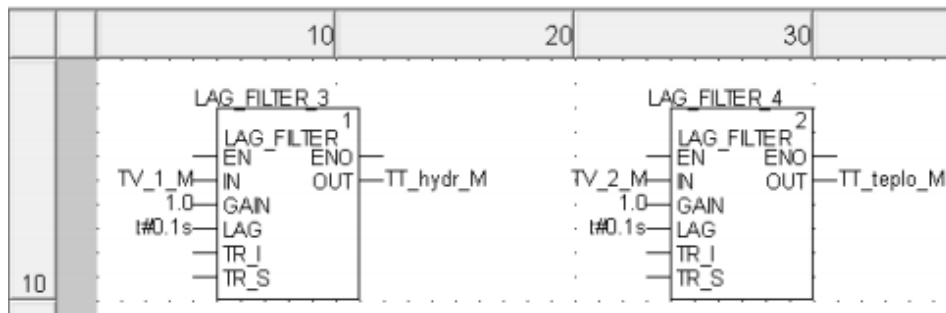 10 20 30
LAG_FILTER_3 LAG_FILTER_4
1 2
LAG_FILTER LAG_FILTER
EN ENO EN ENO
TV_1_M IN OUT TT_hydr_M TV_2_M IN OUT TT_teplo_M
1.0 GAIN 1.0 GAIN
t#0.1s LAG t#0.1s LAG
TR_I TR_I
10 TR_S TR_S